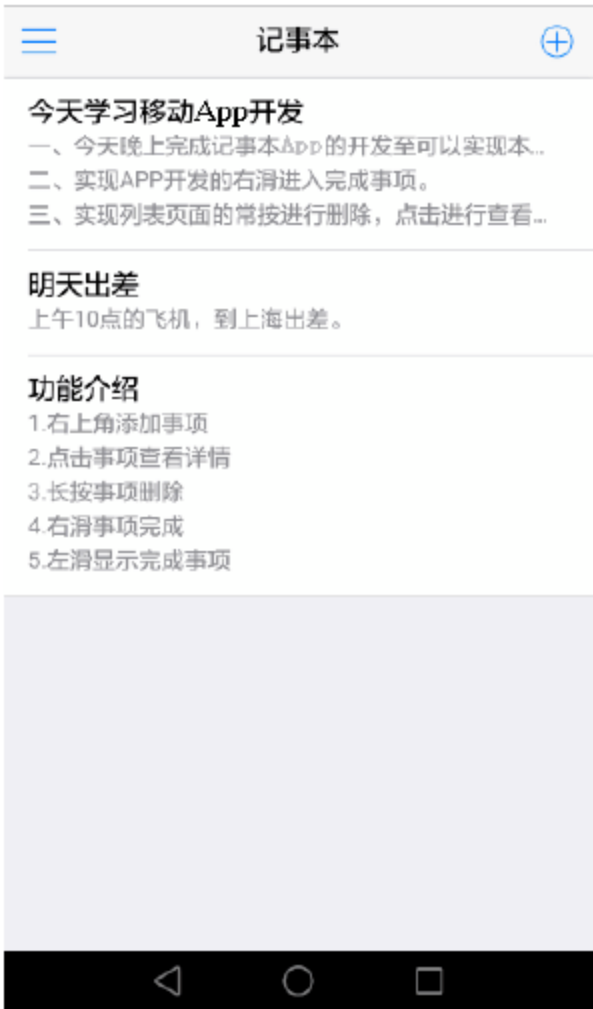 记事本
今天学习移动App开发
一、今天晚上完成记事本App的开发至可以实现本...
二、实现APP开发的右滑进入完成事项。
三、实现列表页面的常按进行删除，点击进行查看...
明天出差
上午10点的飞机，到上海出差。
功能介绍
1.右上角添加事项
2.点击事项查看详情
3.长按事项删除
4.右滑事项完成
5.左滑显示完成事项